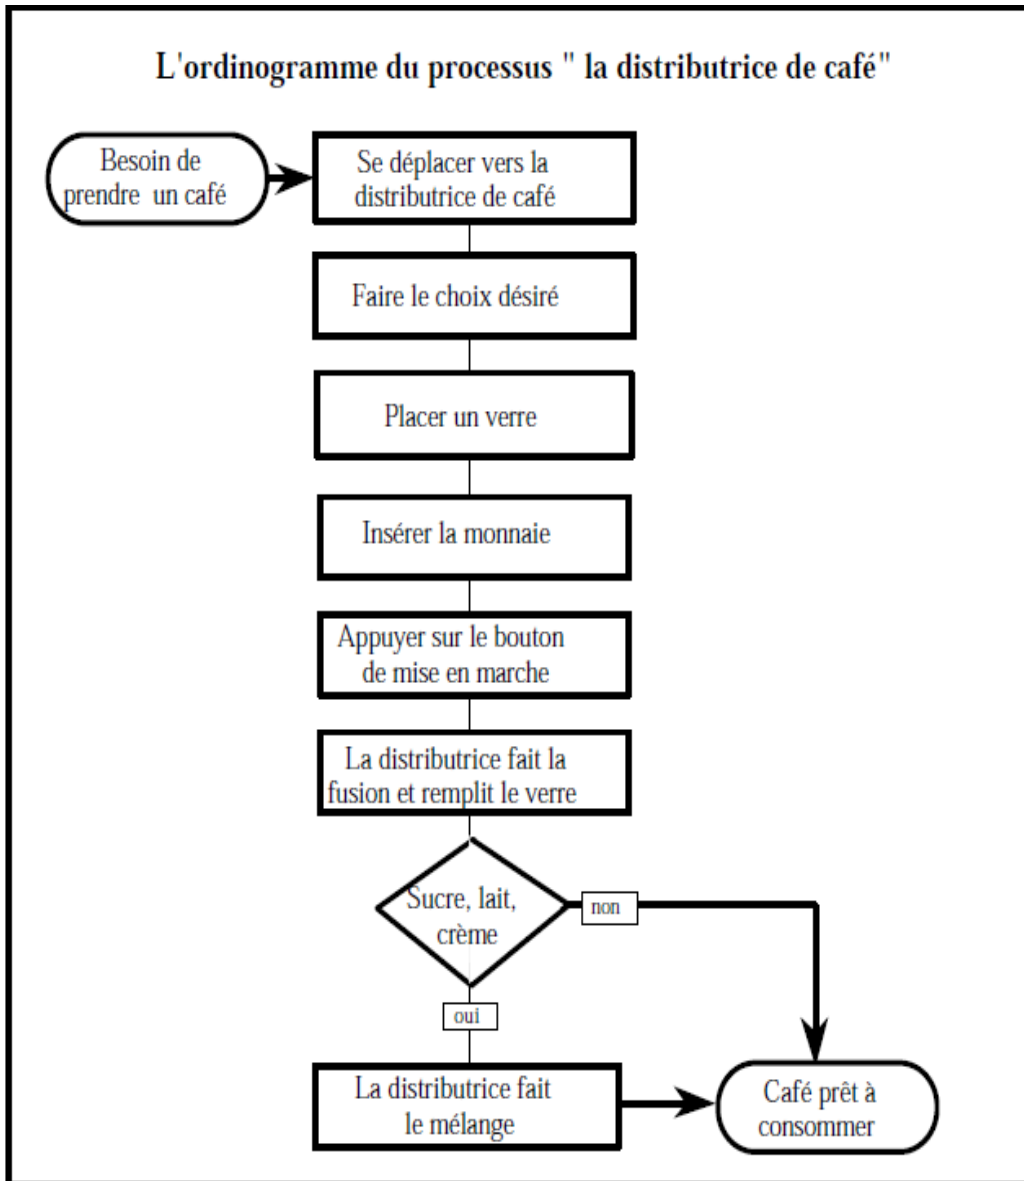 L'ordinogramme du processus " la distributrice de café"
Besoin de
prendre un café
Se déplacer vers la
distributrice de café
Faire le choix désiré
Placer un verre
Insérer la monnaie
Appuyer sur le bouton
de mise en marche
La distributrice fait la
fusion et remplit le verre
Sucre, lait,
crème
non
oui
La distributrice fait
le mélange
Café prêt à
consommer